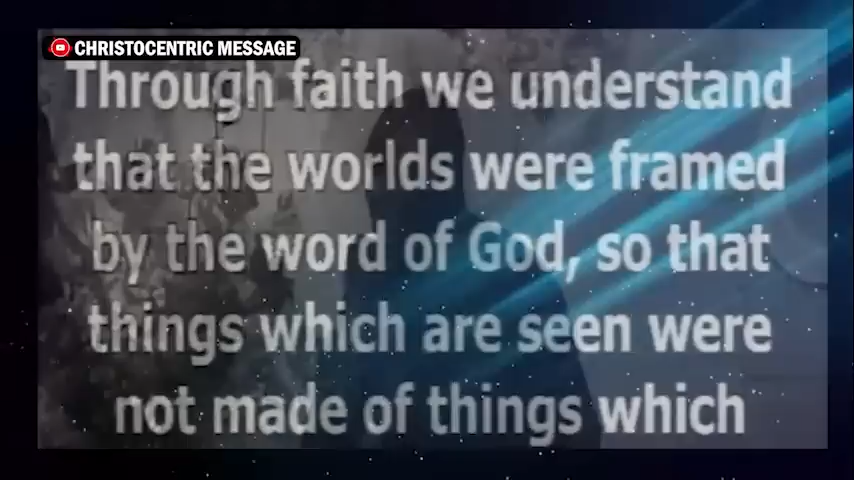 CHRISTOCENTRIC MESSAGE
Through faith we understand
that the worlds were framed
by the word of God, so that
things which are seen were
not made of things which